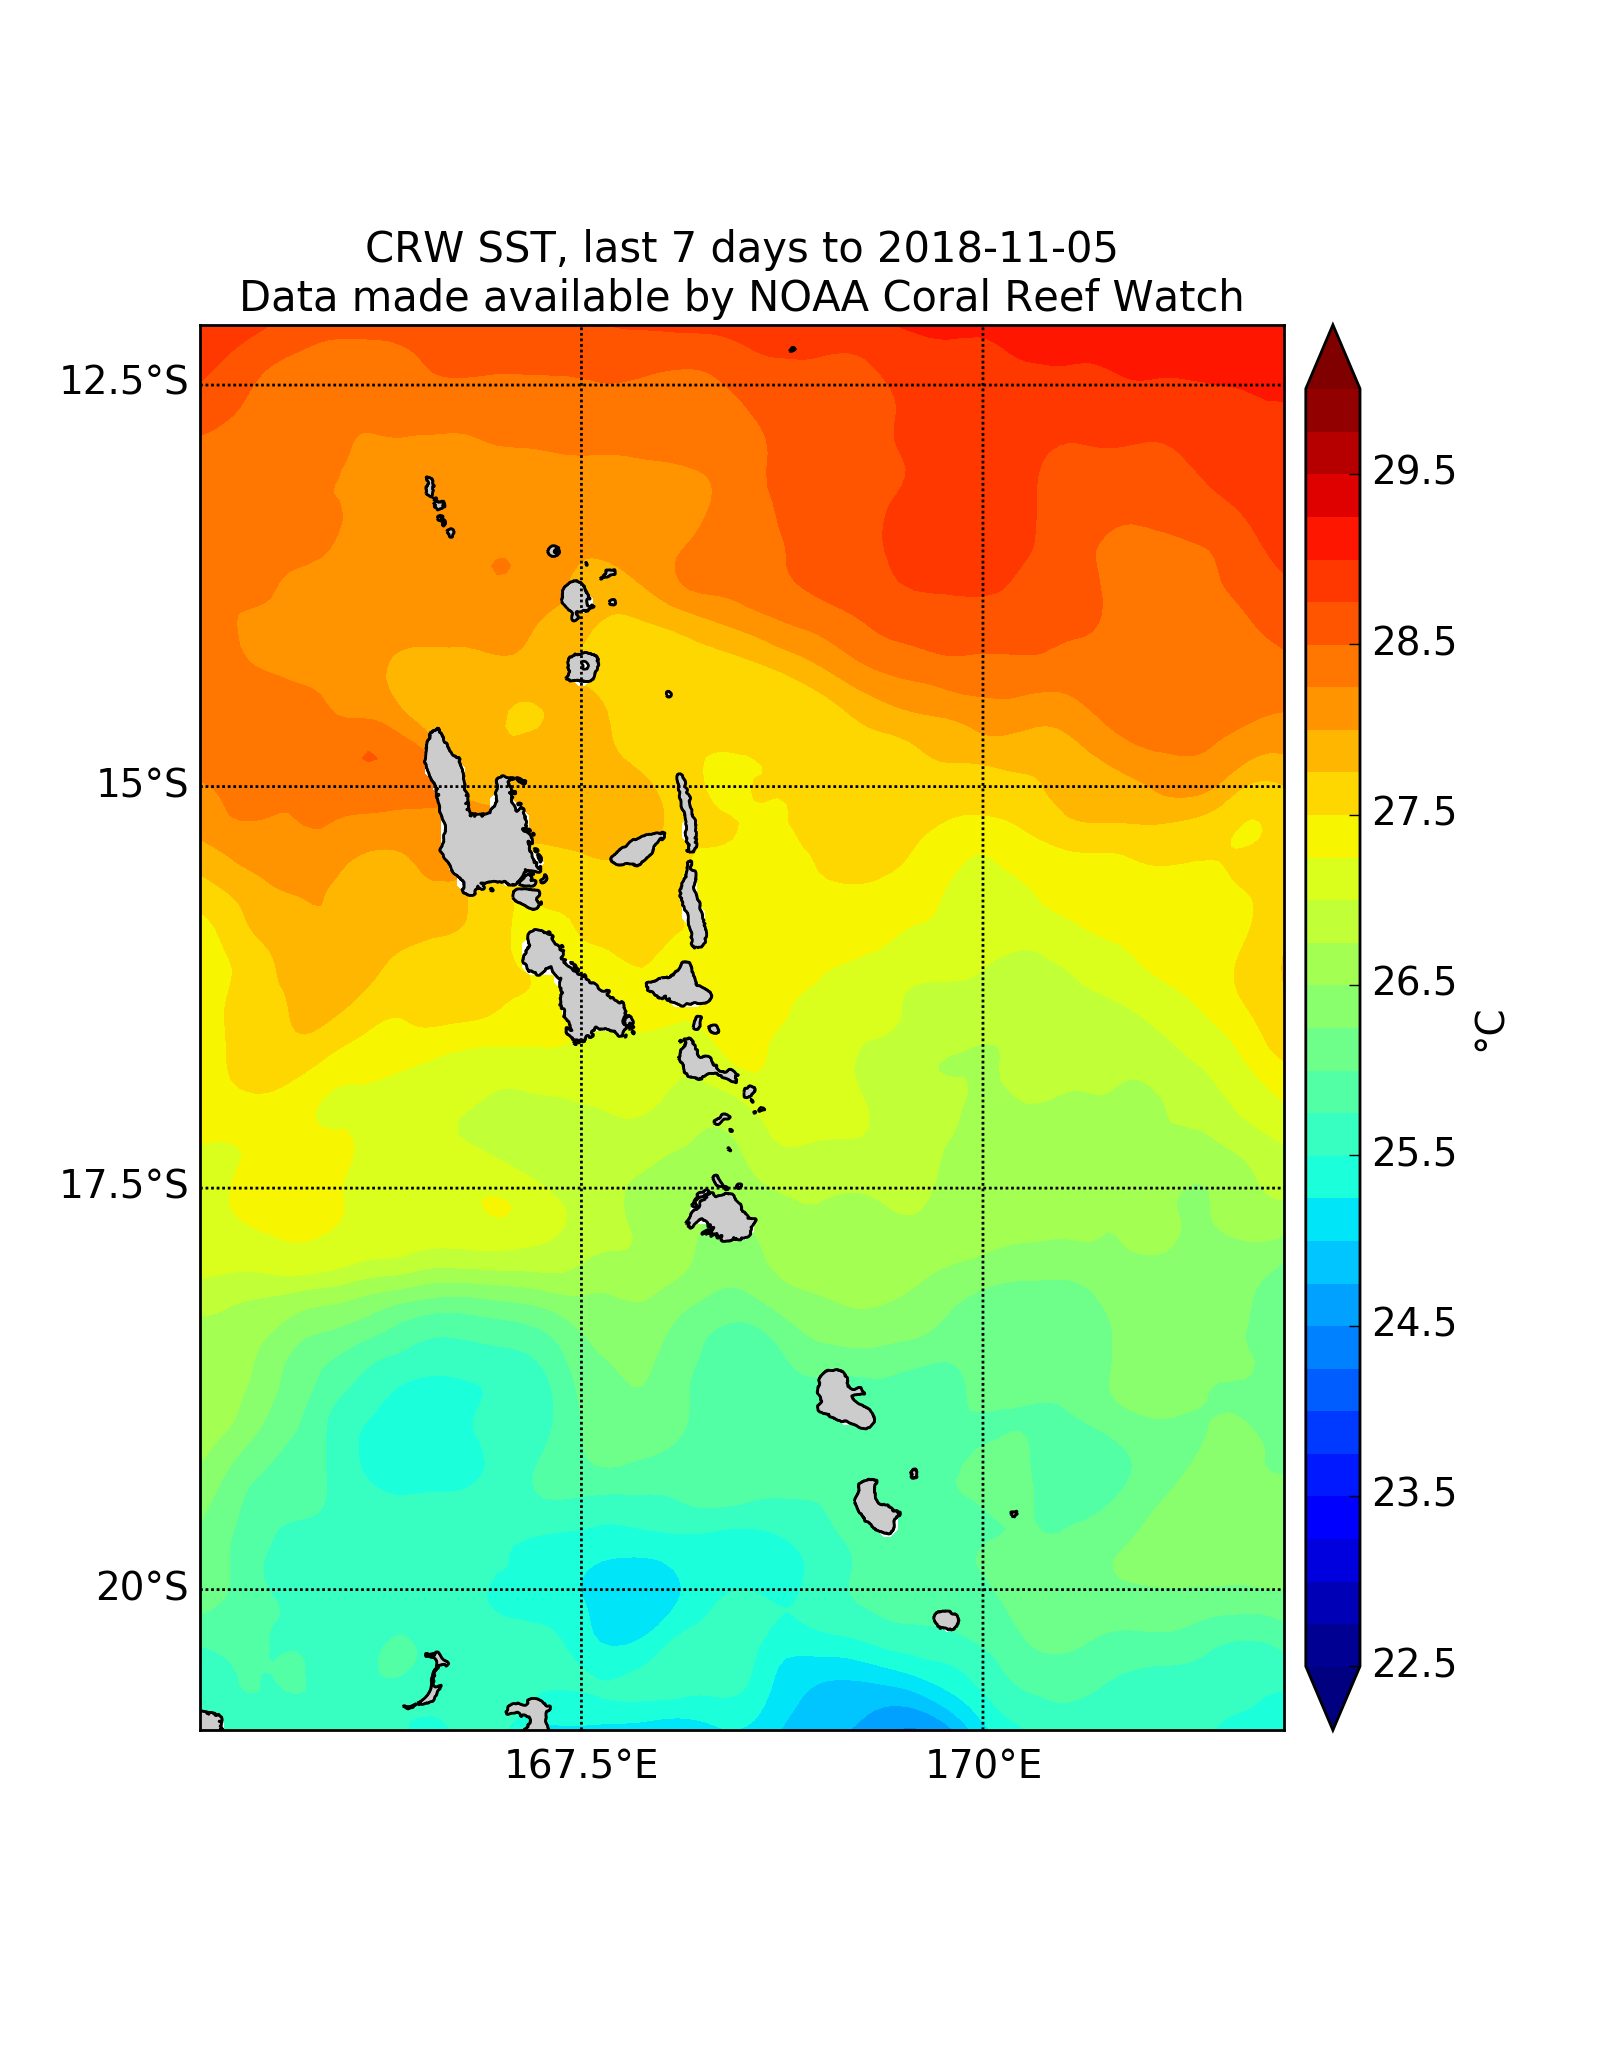 CRW SST, last 7 days to 2018-11-05
Data made available by NOAA Coral Reef Watch
12.5°S
15°S
17.5°S
20°S
167.5°E
170°E
29.5
28.5
27.5
26.5
25.5
24.5
23.5
22.5
°C